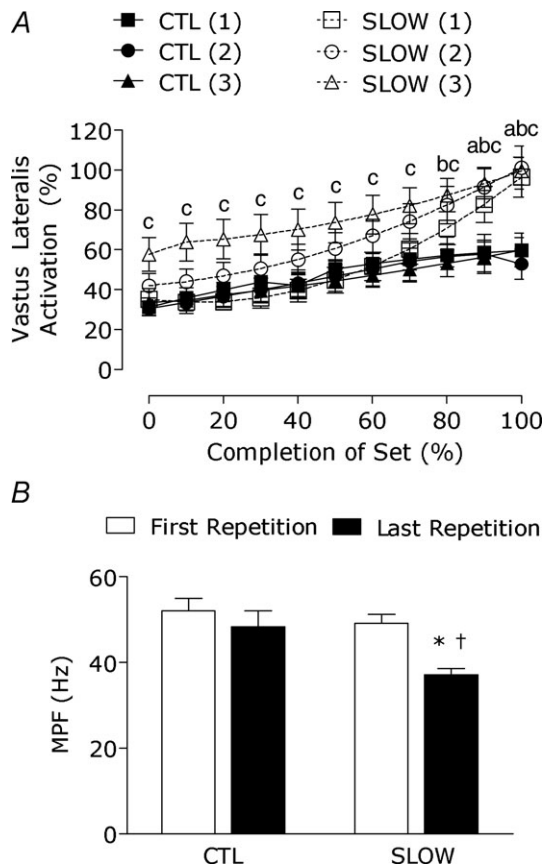 A
CTL (1) SLOW (1)
CTL (2) SLOW (2)
CTL (3) SLOW (3)
Vastus Lateralis
Activation (%)
120
100
80
60
40
20
0
c c c c c c c c bc abc abc
0 20 40 60 80 100
Completion of Set (%)
B
First Repetition Last Repetition
MPF (Hz)
60
40
20
0
* †
CTL SLOW